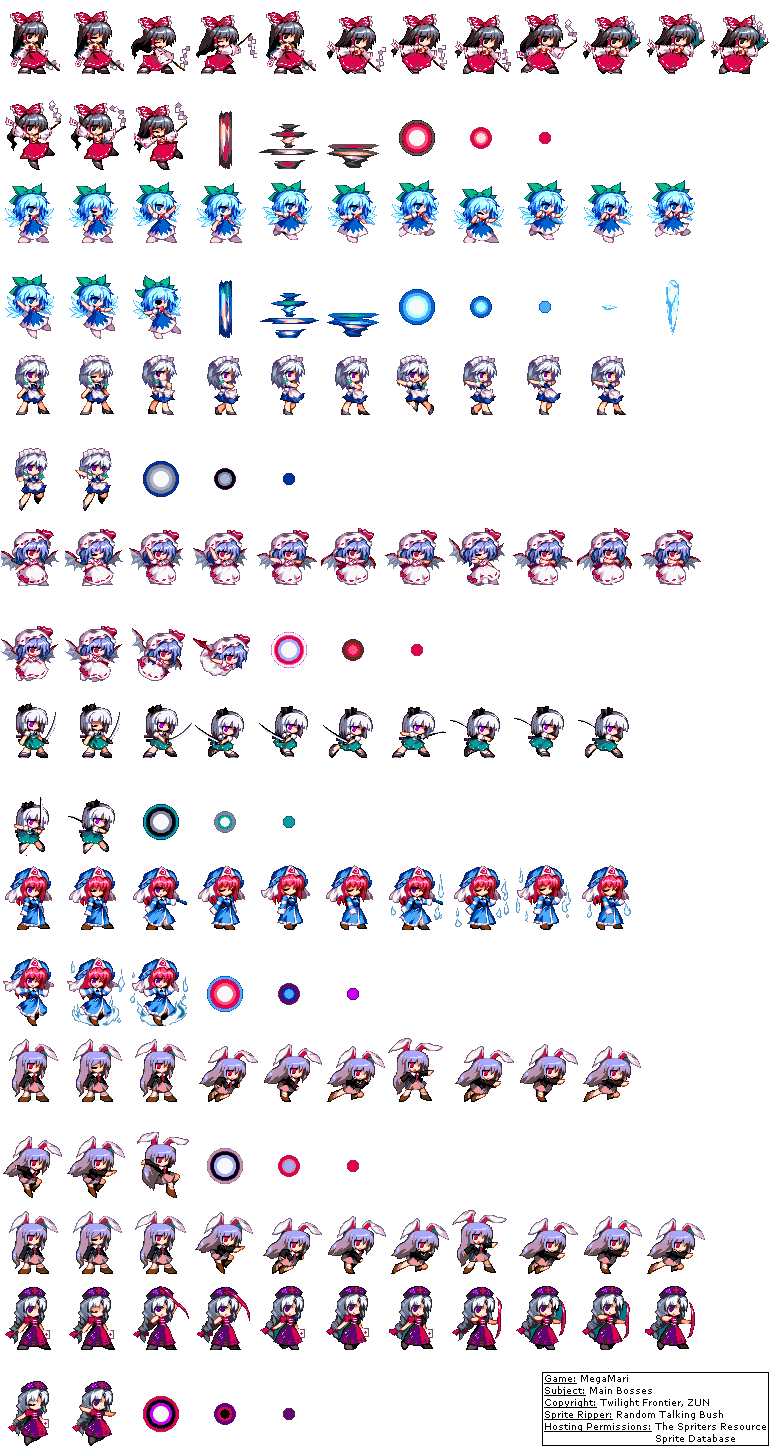 Game: MegaMari
Subject: Main Bosses
Copyright: Twilight Frontier, ZUN
Sprite Ripper: Random Talking Bush
Hosting Permissions: The Spriters Resource
Sprite Database